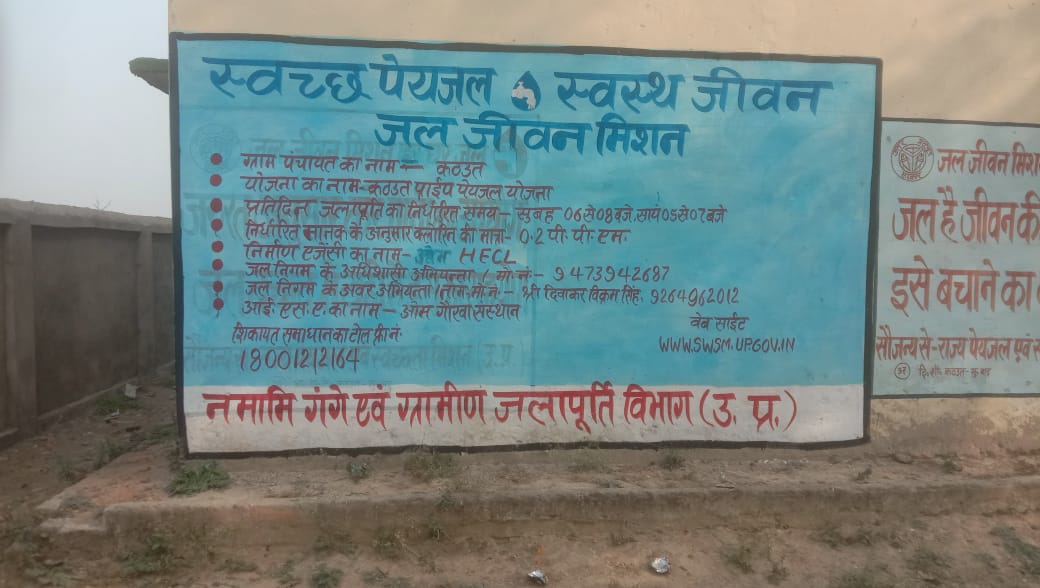 स्वच्छ पेयजल स्वस्थ जीवन
जल जीवन मिशन
ग्राम पंचायत का नाम - कठउत
योजना का नाम - कठउत पाईप पेयजल योजना
प्रतिदिन जलापूर्ति का निर्धारित समय - सुबह 06 से 08 बजे, सायं 05 से 07 बजे
निर्धारित मानक के अनुसार क्लोरिन की मात्रा - 0.2 पी. पी. एम.
निर्माण एजेंसी का नाम - HFCL
जल निगम के अधिशासी अभियन्ता / मो. नं. - 9473942687
जल निगम के अवर अभियन्ता / नाम. मो. न. - श्री दिवाकर विक्रम सिंह, 9264962012
आई. एस. ए. का नाम - ओम गोरवा संस्थान
शिकायत समाधान का टोल फ्री नं.
18001212164
वेब साईट
WWW.SWSM.UP.GOV.IN
नमामि गंगे एवं ग्रामीण जलापूर्ति विभाग (उ. प्र.)
जल जीवन मिश
जल है जीवन की
इसे बचाने का
सौजन्य से - राज्य पेयजल एवं